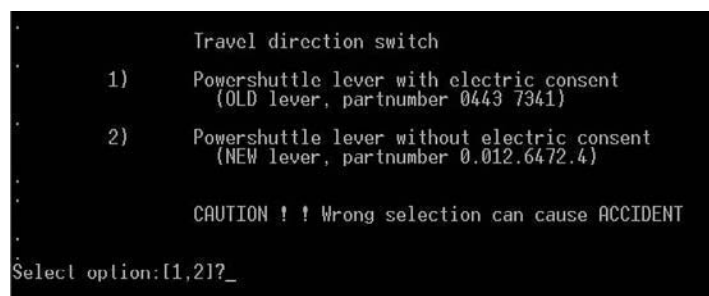 Travel direction switch
1) Powershuttle lever with electric consent
(OLD lever, partnumber 0443 7341)
2) Powershuttle lever without electric consent
(NEW lever, partnumber 0.012.6472.4)
CAUTION ! ! Wrong selection can cause ACCIDENT
Select option:[1,2]?_